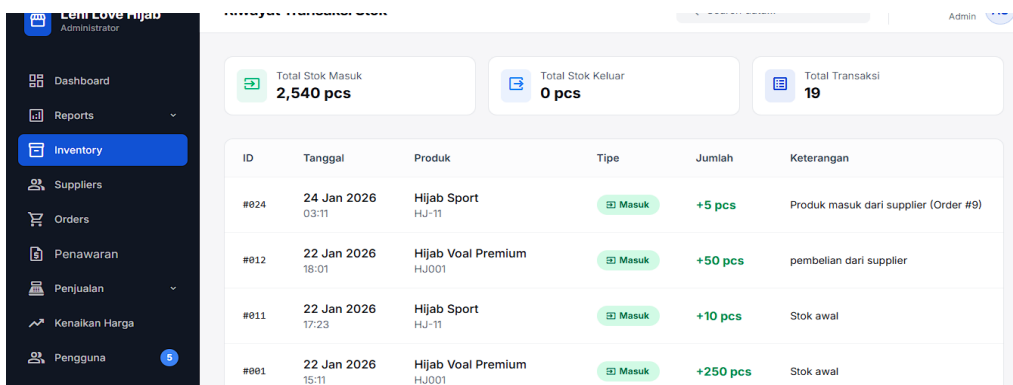 Leni Love Hijab
Administrator
Riwayat Transaksi Stok
Admin
Dashboard
Reports
Inventory
Suppliers
Orders
Penawaran
Penjualan
Kenaikan Harga
Pengguna 5
Total Stok Masuk
2,540 pcs
Total Stok Keluar
0 pcs
Total Transaksi
19
ID Tanggal Produk Tipe Jumlah Keterangan
#024 24 Jan 2026 03:11 Hijab Sport HJ-11 Masuk +5 pcs Produk masuk dari supplier (Order #9)
#012 22 Jan 2026 18:01 Hijab Voal Premium HJ001 Masuk +50 pcs pembelian dari supplier
#011 22 Jan 2026 17:23 Hijab Sport HJ-11 Masuk +10 pcs Stok awal
#001 22 Jan 2026 15:11 Hijab Voal Premium HJ001 Masuk +250 pcs Stok awal